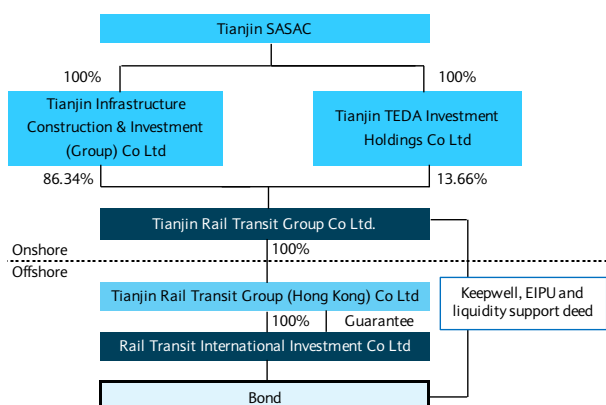 Tianjin SASAC
100%
100%
Tianjin Infrastructure
Construction & Investment
(Group) Co Ltd
Tianjin TEDA Investment
Holdings Co Ltd
86.34%
13.66%
Tianjin Rail Transit Group Co Ltd.
Onshore
100%
Offshore
Tianjin Rail Transit Group (Hong Kong) Co Ltd
Keepwell, EIPU and
liquidity support deed
100%
Guarantee
Rail Transit International Investment Co Ltd
Bond